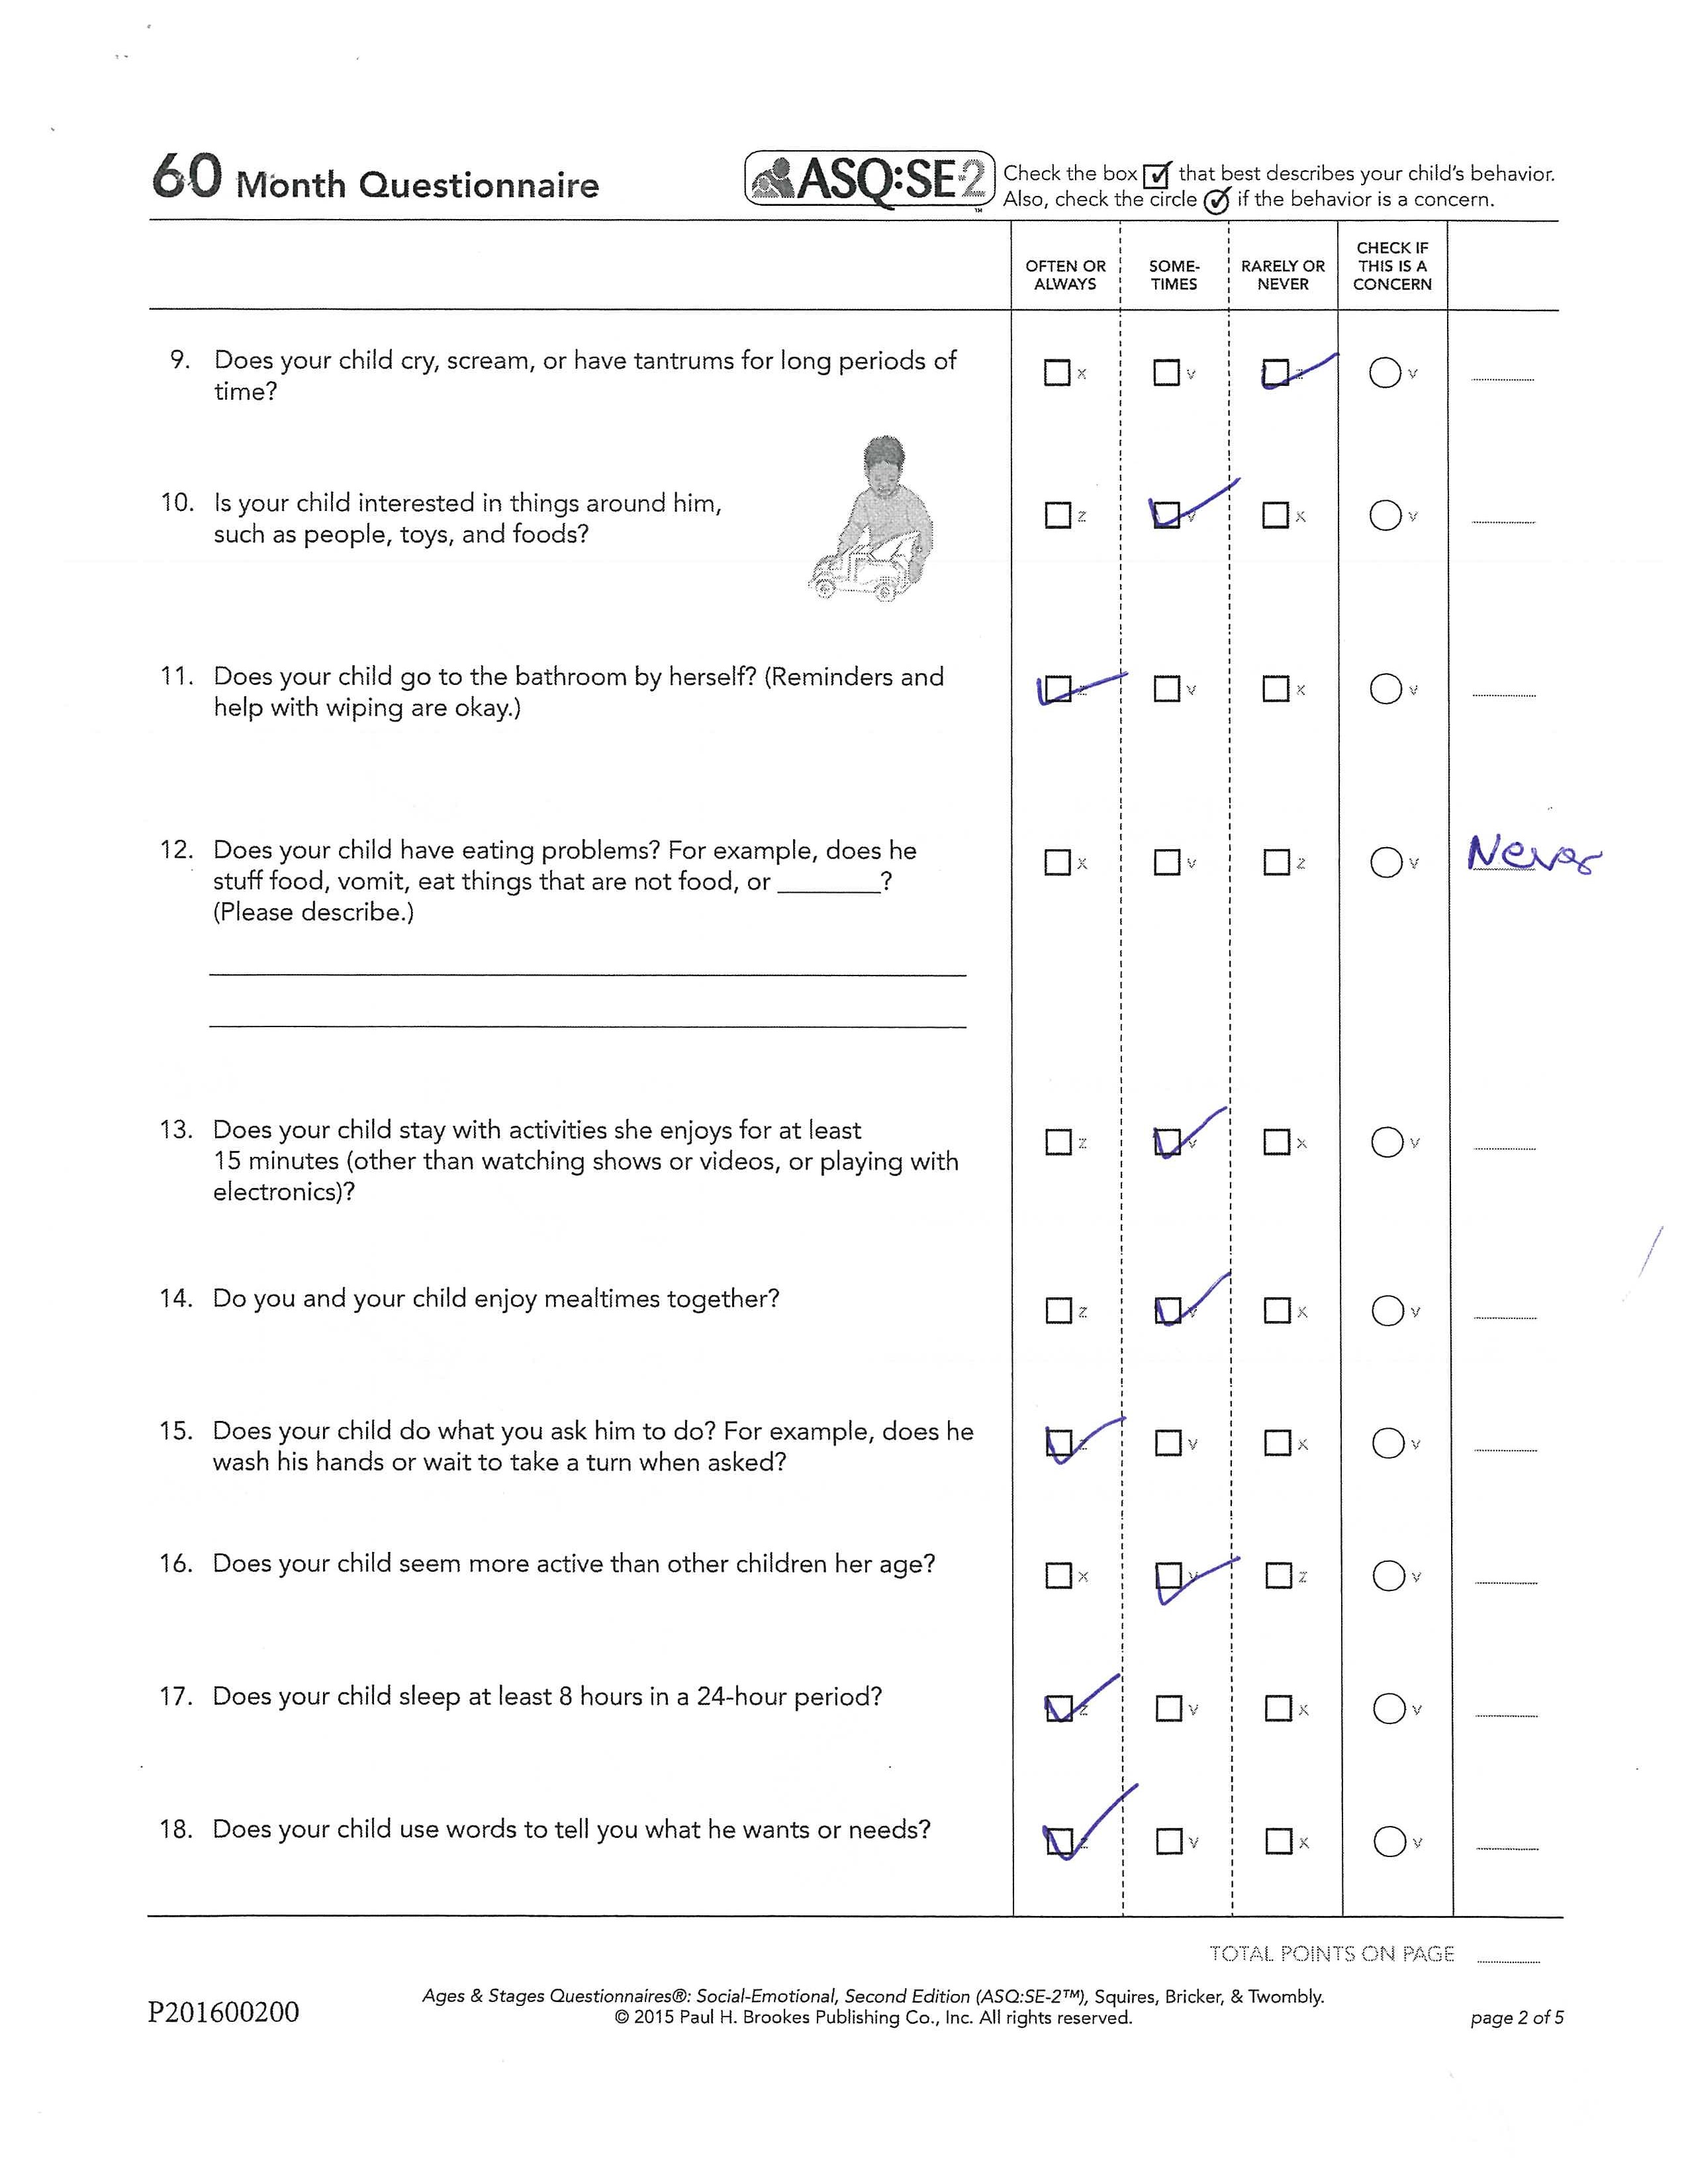 60 Month Questionnaire
ASQ:SE-2™
Check the box ☑ that best describes your child's behavior.
Also, check the circle ✓ if the behavior is a concern.
OFTEN OR ALWAYS
SOME-TIMES
RARELY OR NEVER
CHECK IF THIS IS A CONCERN
9. Does your child cry, scream, or have tantrums for long periods of
time?
☐ x ☐ v ☑ z ○ v
10. Is your child interested in things around him,
such as people, toys, and foods?
☐ z ☑ v ☐ x ○ v
11. Does your child go to the bathroom by herself? (Reminders and
help with wiping are okay.)
☑ z ☐ v ☐ x ○ v
12. Does your child have eating problems? For example, does he
stuff food, vomit, eat things that are not food, or ________?
(Please describe.)
☐ x ☐ v ☐ z ○ v Never
13. Does your child stay with activities she enjoys for at least
15 minutes (other than watching shows or videos, or playing with
electronics)?
☐ z ☑ v ☐ x ○ v
14. Do you and your child enjoy mealtimes together?
☐ z ☑ v ☐ x ○ v
15. Does your child do what you ask him to do? For example, does he
wash his hands or wait to take a turn when asked?
☑ z ☐ v ☐ x ○ v
16. Does your child seem more active than other children her age?
☐ x ☑ v ☐ z ○ v
17. Does your child sleep at least 8 hours in a 24-hour period?
☑ z ☐ v ☐ x ○ v
18. Does your child use words to tell you what he wants or needs?
☑ z ☐ v ☐ x ○ v
TOTAL POINTS ON PAGE
Ages & Stages Questionnaires®: Social-Emotional, Second Edition (ASQ:SE-2™), Squires, Bricker, & Twombly.
P201600200
© 2015 Paul H. Brookes Publishing Co., Inc. All rights reserved.
page 2 of 5